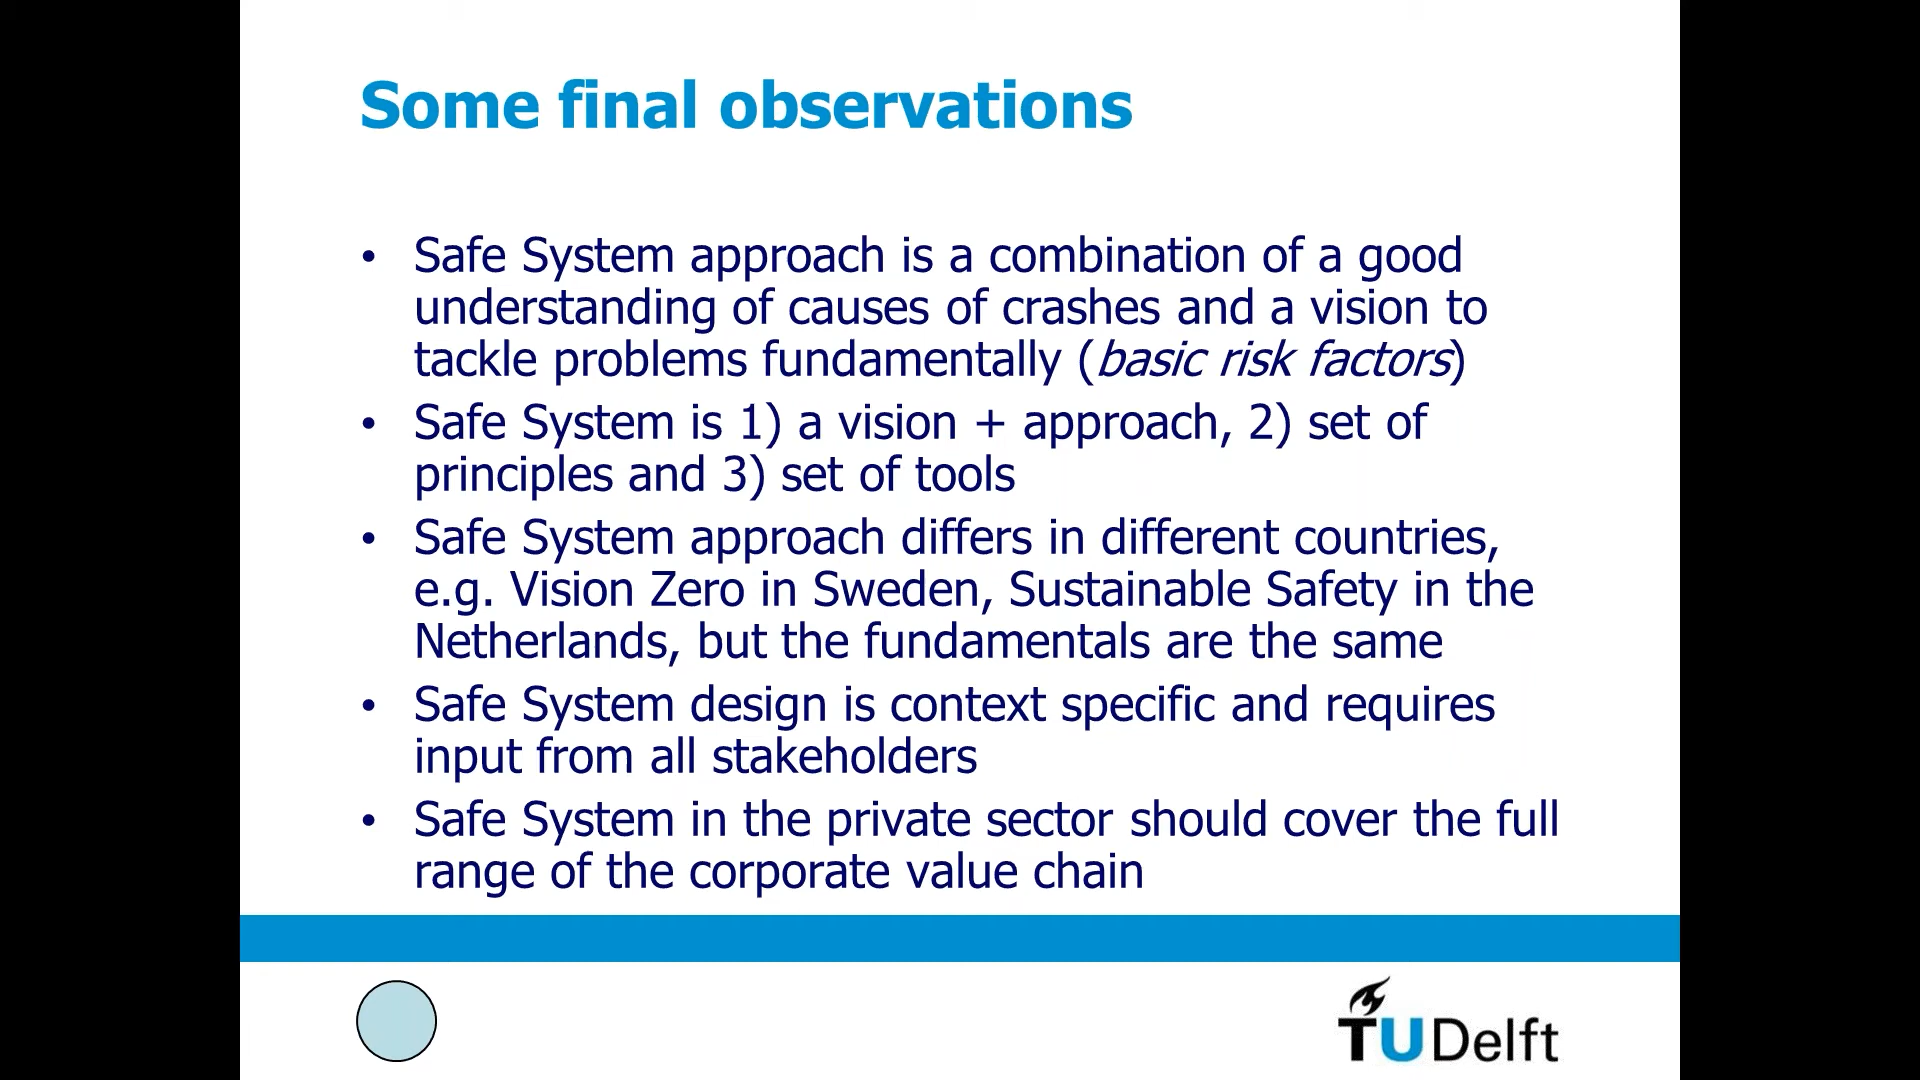 Some final observations
• Safe System approach is a combination of a good
understanding of causes of crashes and a vision to
tackle problems fundamentally (basic risk factors)
• Safe System is 1) a vision + approach, 2) set of
principles and 3) set of tools
• Safe System approach differs in different countries,
e.g. Vision Zero in Sweden, Sustainable Safety in the
Netherlands, but the fundamentals are the same
• Safe System design is context specific and requires
input from all stakeholders
• Safe System in the private sector should cover the full
range of the corporate value chain
TU Delft